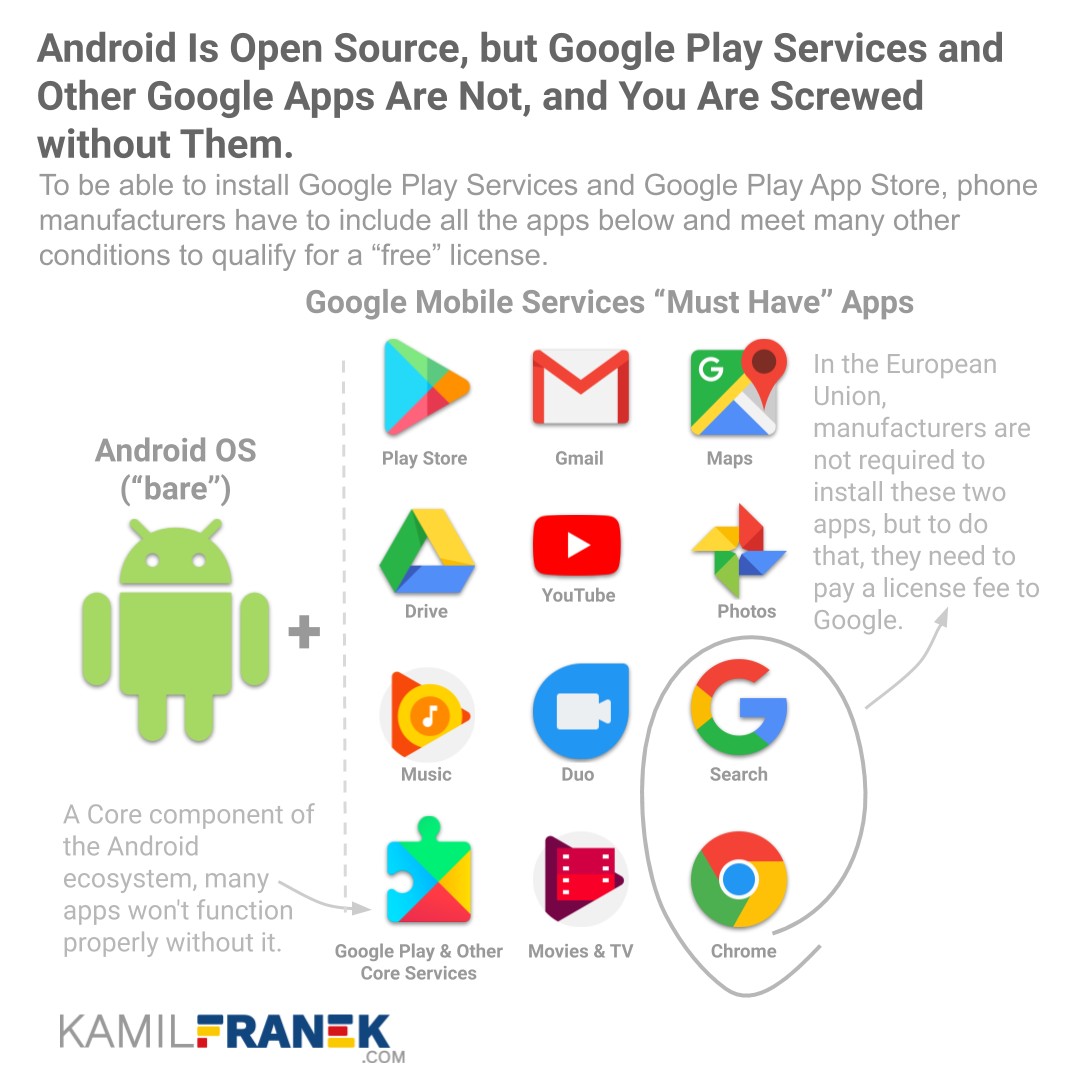 Android Is Open Source, but Google Play Services and
Other Google Apps Are Not, and You Are Screwed
without Them.
To be able to install Google Play Services and Google Play App Store, phone
manufacturers have to include all the apps below and meet many other
conditions to qualify for a “free” license.
Google Mobile Services “Must Have” Apps
Android OS
(“bare”)
Play Store
Gmail
G
Maps
In the European
Union,
manufacturers are
not required to
install these two
apps, but to do
that, they need to
pay a license fee to
Google.
Drive
YouTube
Photos
Music
Duo
G
Search
A Core component of
the Android
ecosystem, many
apps won't function
properly without it.
Google Play & Other
Core Services
Movies & TV
Chrome
KAMILFRANEK
.COM